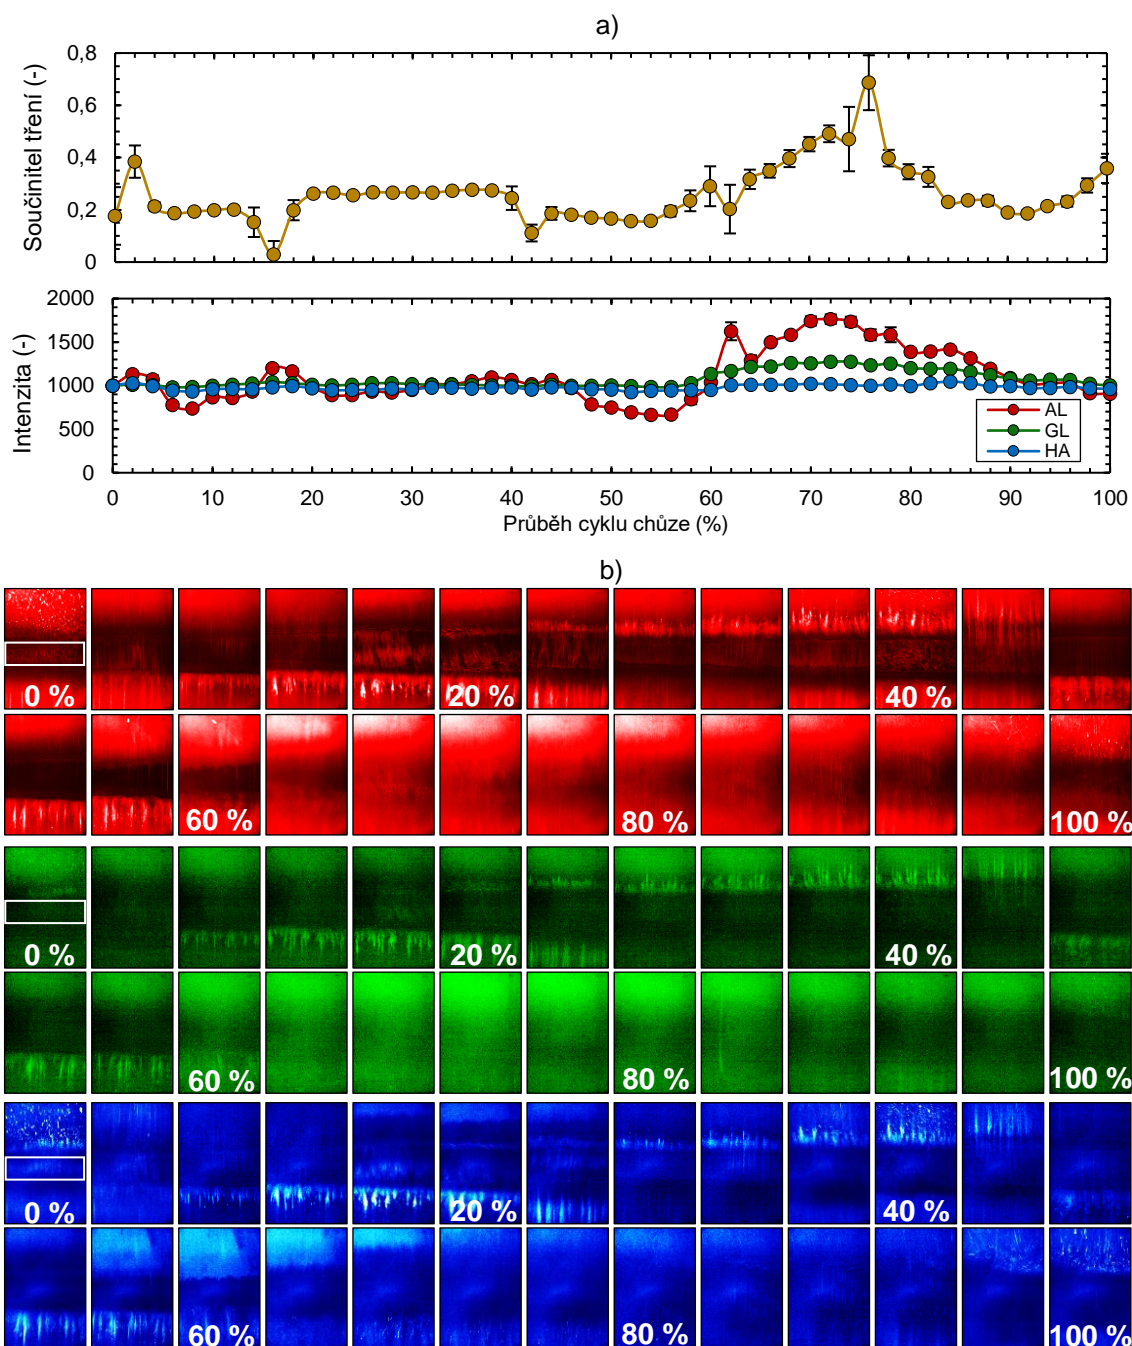 a)
0,8
0,6
0,4
0,2
0
Součinitel tření (-)
2000
1500
1000
500
0
Intenzita (-)
AL
GL
HA
0 10 20 30 40 50 60 70 80 90 100
Průběh cyklu chůze (%)
b)
0 % 20 % 40 %
60 % 80 % 100 %
0 % 20 % 40 %
60 % 80 % 100 %
0 % 20 % 40 %
60 % 80 % 100 %